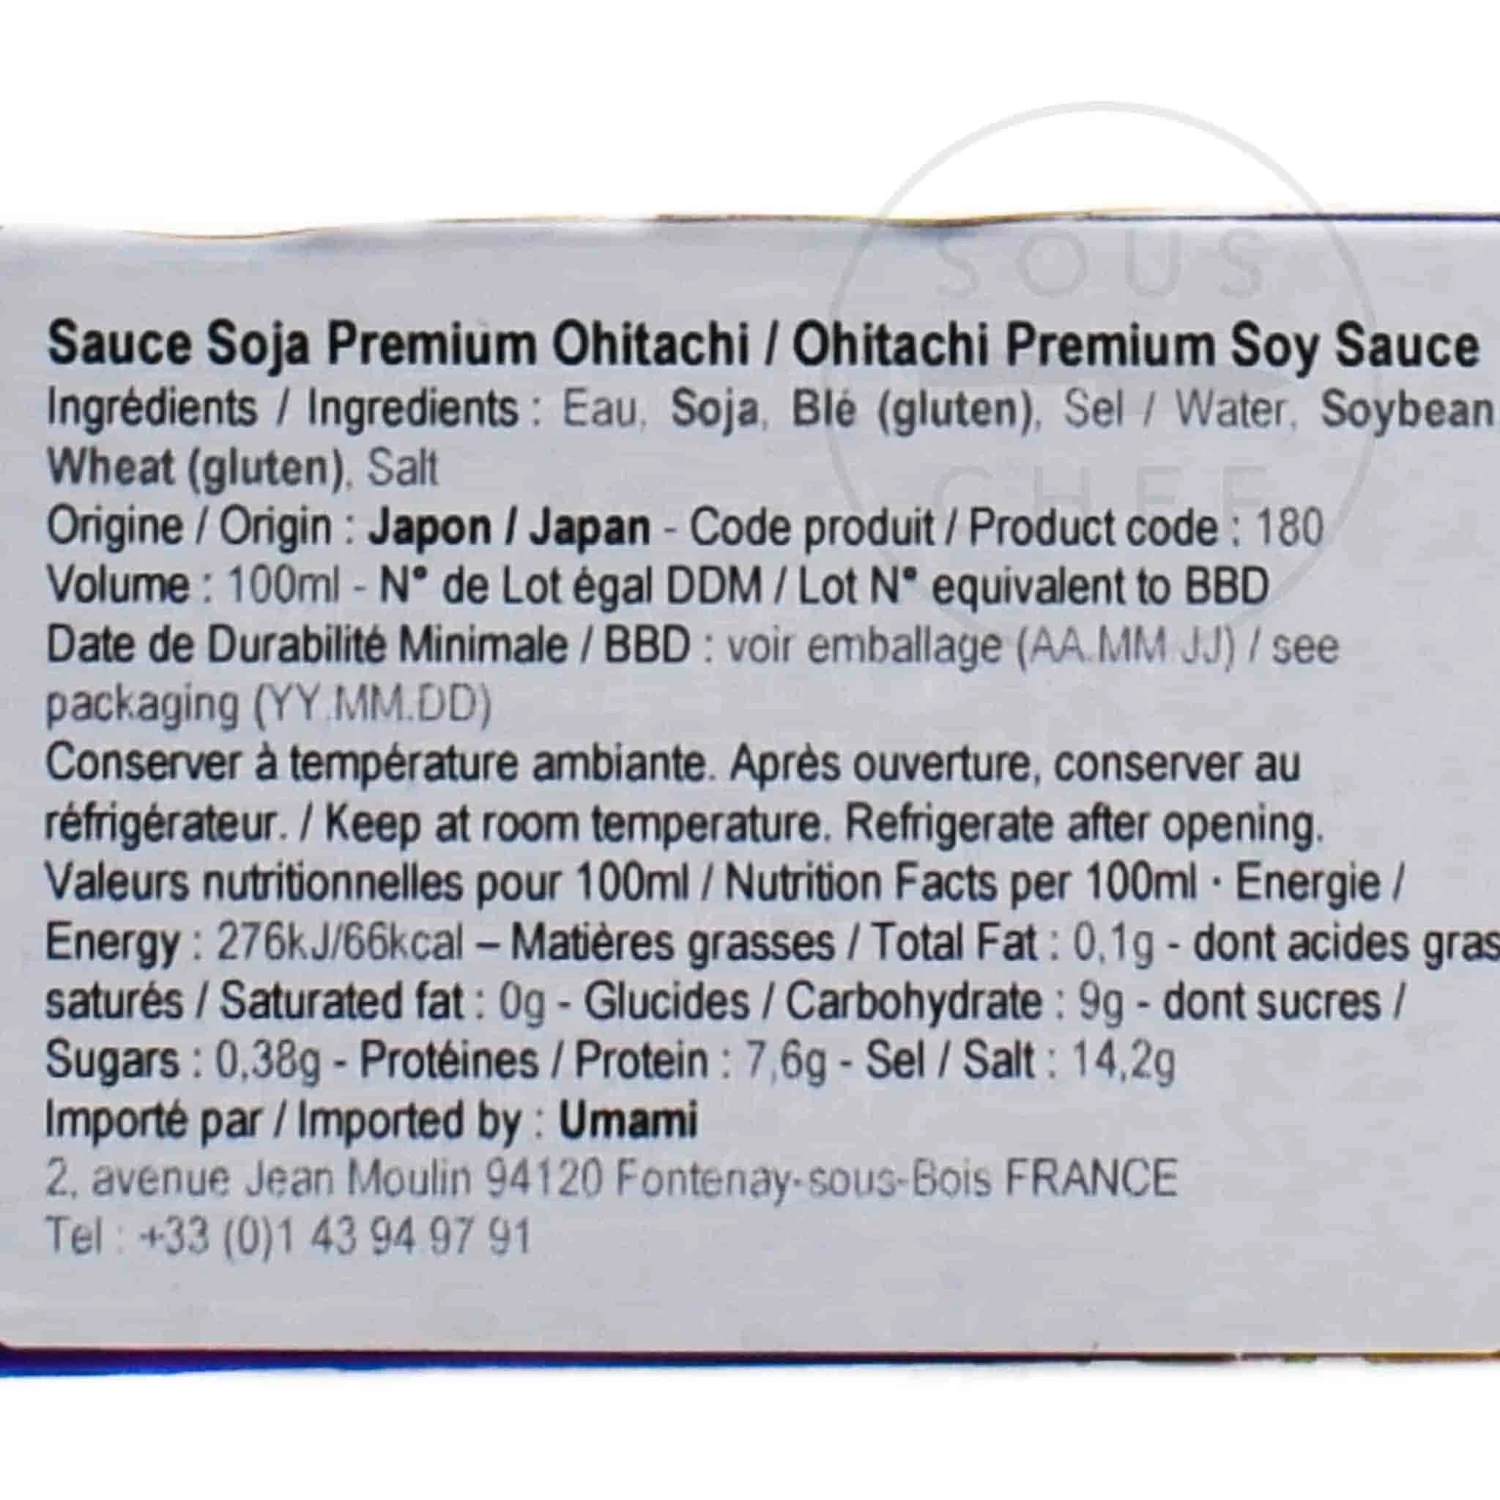 SOUS
CHEF
Sauce Soja Premium Ohitachi / Ohitachi Premium Soy Sauce
Ingrédients / Ingredients : Eau, Soja, Blé (gluten), Sel / Water, Soybean
Wheat (gluten), Salt
Origine / Origin : Japon / Japan - Code produit / Product code : 180
Volume : 100ml - N° de Lot égal DDM / Lot N° equivalent to BBD
Date de Durabilité Minimale / BBD : voir emballage (AA.MM.JJ) / see
packaging (YY.MM.DD)
Conserver à température ambiante. Après ouverture, conserver au
réfrigérateur. / Keep at room temperature. Refrigerate after opening.
Valeurs nutritionnelles pour 100ml / Nutrition Facts per 100ml · Energie /
Energy : 276kJ/66kcal – Matières grasses / Total Fat : 0,1g - dont acides gras
saturés / Saturated fat : 0g - Glucides / Carbohydrate : 9g - dont sucres /
Sugars : 0,38g - Protéines / Protein : 7,6g - Sel / Salt : 14,2g
Importé par / Imported by : Umami
2, avenue Jean Moulin 94120 Fontenay-sous-Bois FRANCE
Tel : +33 (0)1 43 94 97 91